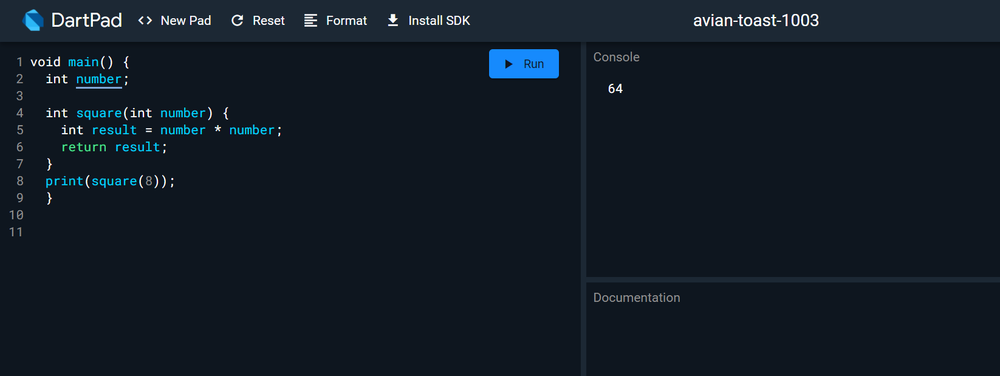 DartPad <> New Pad Reset Format Install SDK avian-toast-1003
Run
1 void main() {
2   int number;
3
4   int square(int number) {
5     int result = number * number;
6     return result;
7   }
8   print(square(8));
9   }
10
11
Console
64
Documentation